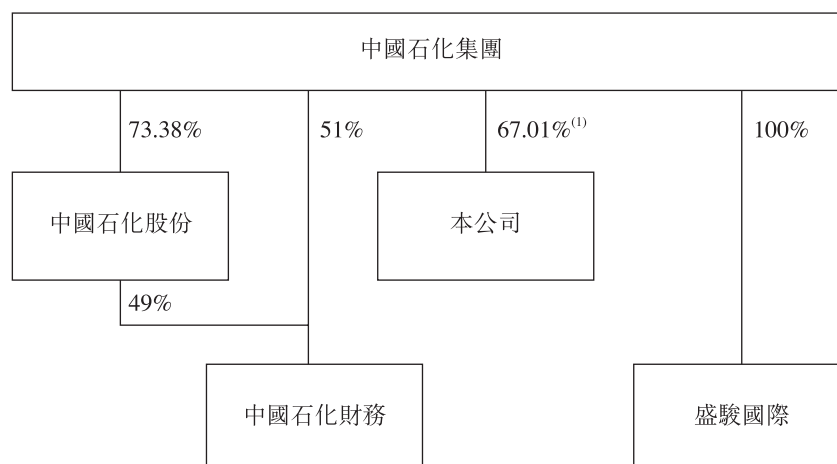 中國石化集團
73.38%
51%
67.01%(1)
100%
中國石化股份
本公司
49%
中國石化財務
盛駿國際